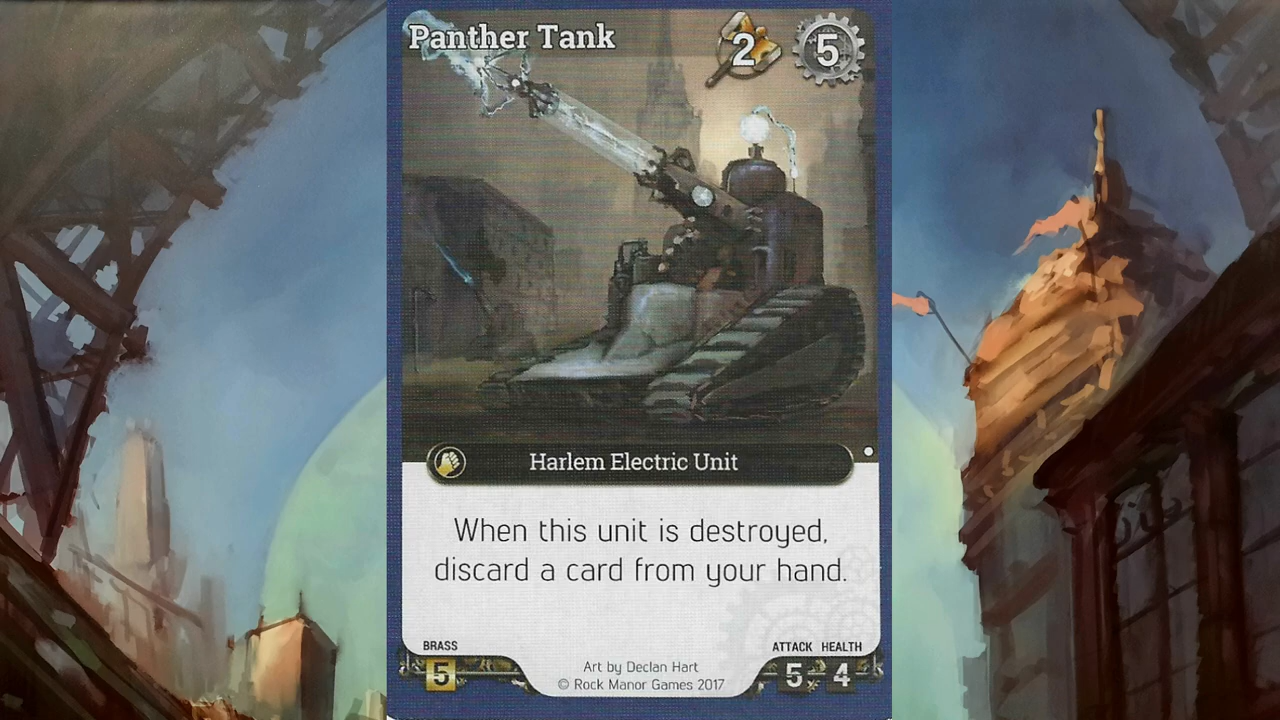 Panther Tank
2 5
Harlem Electric Unit
When this unit is destroyed,
discard a card from your hand.
BRASS
5
Art by Declan Hart
© Rock Manor Games 2017
ATTACK HEALTH
5 4